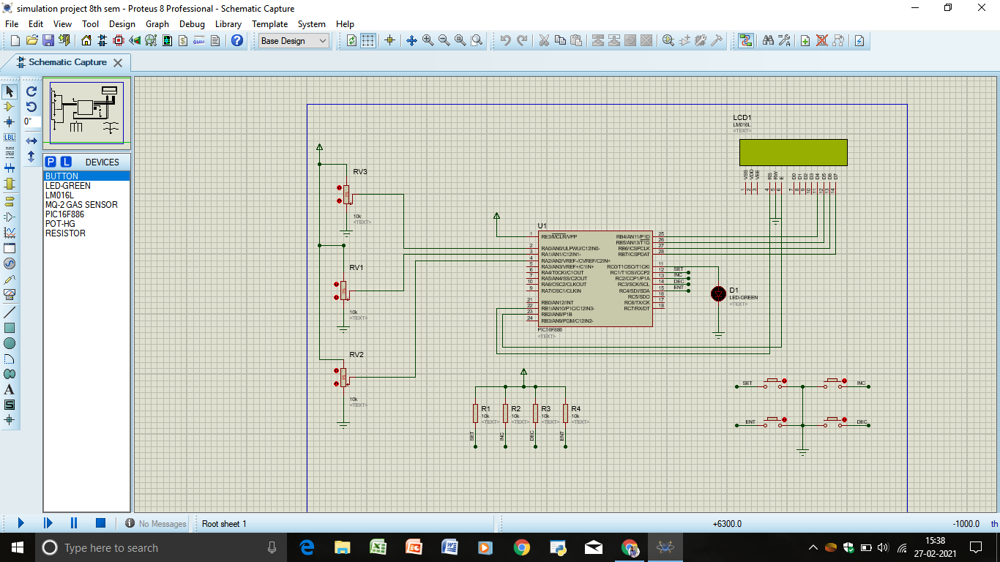 simulation project 8th sem - Proteus 8 Professional - Schematic Capture
File Edit View Tool Design Graph Debug Library Template System Help
Base Design
Schematic Capture
0°
LBL
A
S
P L DEVICES
BUTTON
LED-GREEN
LM016L
MQ-2 GAS SENSOR
PIC16F886
POT-HG
RESISTOR
LCD1
LM016L
<TEXT>
VSS VDD VEE RS RW E D0 D1 D2 D3 D4 D5 D6 D7
1 2 3 4 5 6 7 8 9 10 11 12 13 14
RV3
10k
<TEXT>
RV1
10k
<TEXT>
RV2
10k
<TEXT>
U1
1 RE3/MCLR/VPP
2 RA0/AN0/ULPWU/C12IN0-
3 RA1/AN1/C12IN1-
4 RA2/AN2/VREF-/CVREF/C2IN+
5 RA3/AN3/VREF+/C1IN+
6 RA4/T0CKI/C1OUT
7 RA5/AN4/SS/C2OUT
10 RA6/OSC2/CLKOUT
9 RA7/OSC1/CLKIN
21 RB0/AN12/INT
22 RB1/AN10/P1C/C12IN3-
23 RB2/AN8/P1B
24 RB3/AN9/PGM/C12IN2-
RB4/AN11/P1D 25
RB5/AN13/T1G 26
RB6/ICSPCLK 27
RB7/ICSPDAT 28
RC0/T1OSO/T1CKI 11
RC1/T1OSI/CCP2 12 SET
RC2/CCP1/P1A 13 INC
RC3/SCK/SCL 14 DEC
RC4/SDI/SDA 15 ENT
RC5/SDO 16
RC6/TX/CK 17
RC7/RX/DT 18
PIC16F886
<TEXT>
D1
LED-GREEN
<TEXT>
R1 R2 R3 R4
10k 10k 10k 10k
<TEXT> <TEXT> <TEXT> <TEXT>
SET INC DEC ENT
SET INC
ENT DEC
No Messages
Root sheet 1
+6300.0
-1000.0
th
Type here to search
15:38
27-02-2021